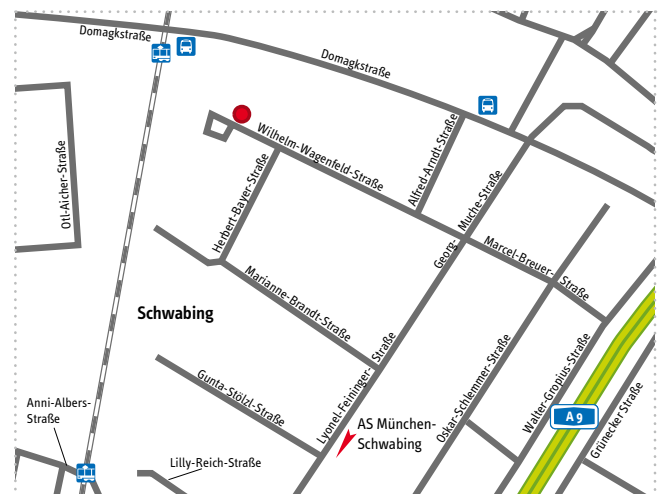 Domagkstraße
Domagkstraße
Otl-Aicher-Straße
Wilhelm-Wagenfeld-Straße
Alfred-Arndt-Straße
Herbert-Bayer-Straße
Georg-
Muche-Straße
Marcel-Breuer-
Straße
Marianne-Brandt-Straße
Schwabing
Gunta-Stölzl-Straße
Lyonel-Feininger-
Straße
Oskar-Schlemmer-Straße
Walter-Gropius-Straße
Grünecker-Straße
A 9
AS München-
Schwabing
Anni-Albers-
Straße
Lilly-Reich-Straße